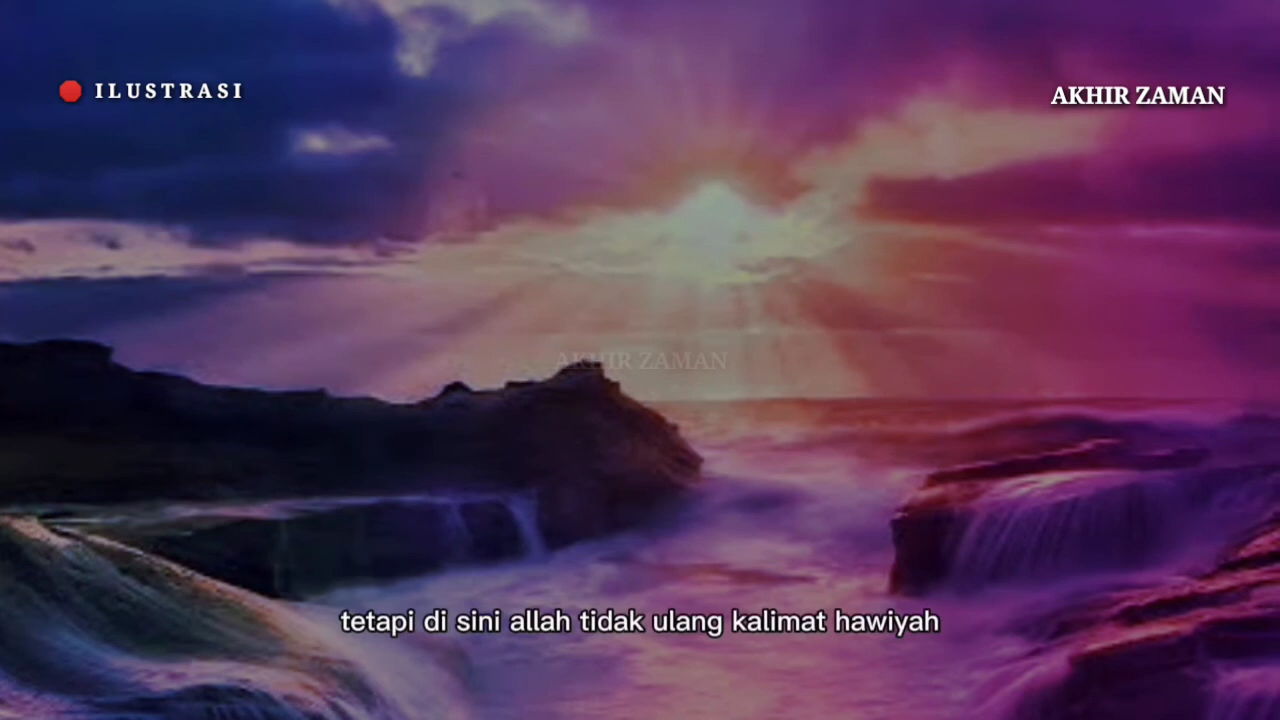 ILUSTRASI
AKHIR ZAMAN
AKHIR ZAMAN
tetapi di sini allah tidak ulang kalimat hawiyah